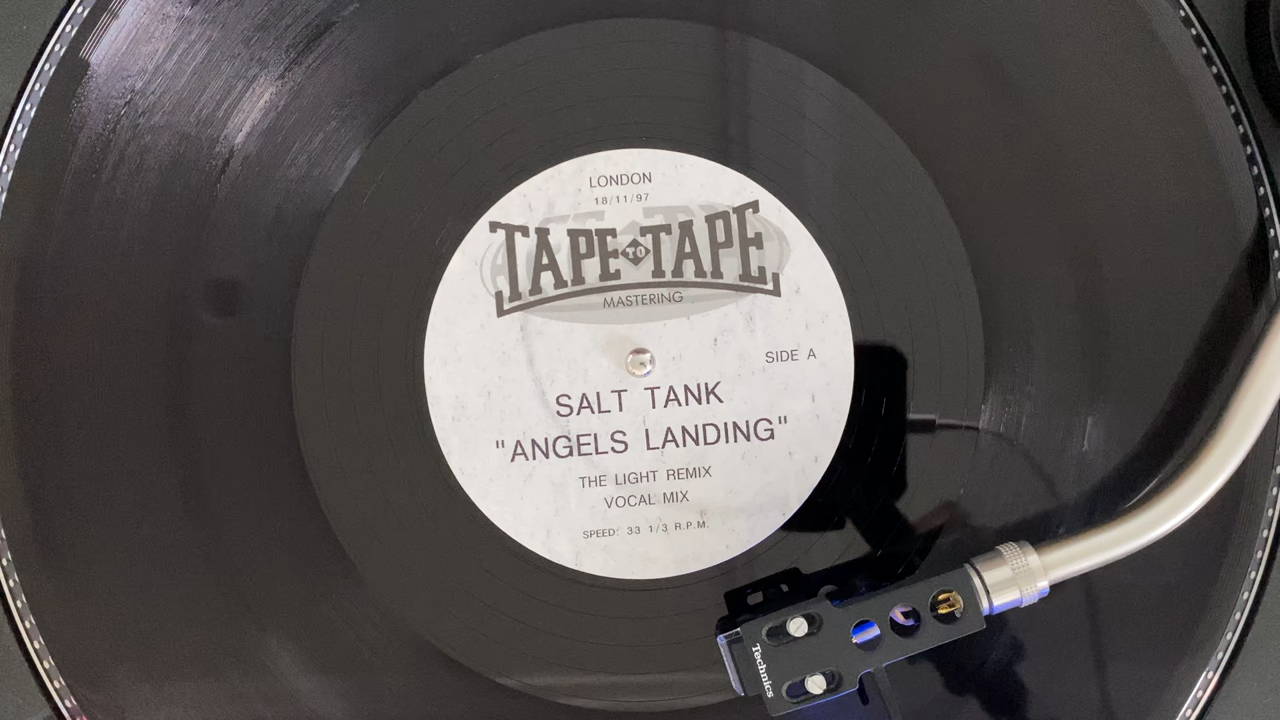 LONDON
18/11/97
TAPE TO TAPE
MASTERING
SIDE A
SALT TANK
"ANGELS LANDING"
THE LIGHT REMIX
VOCAL MIX
SPEED: 33 1/3 R.P.M.
Technics